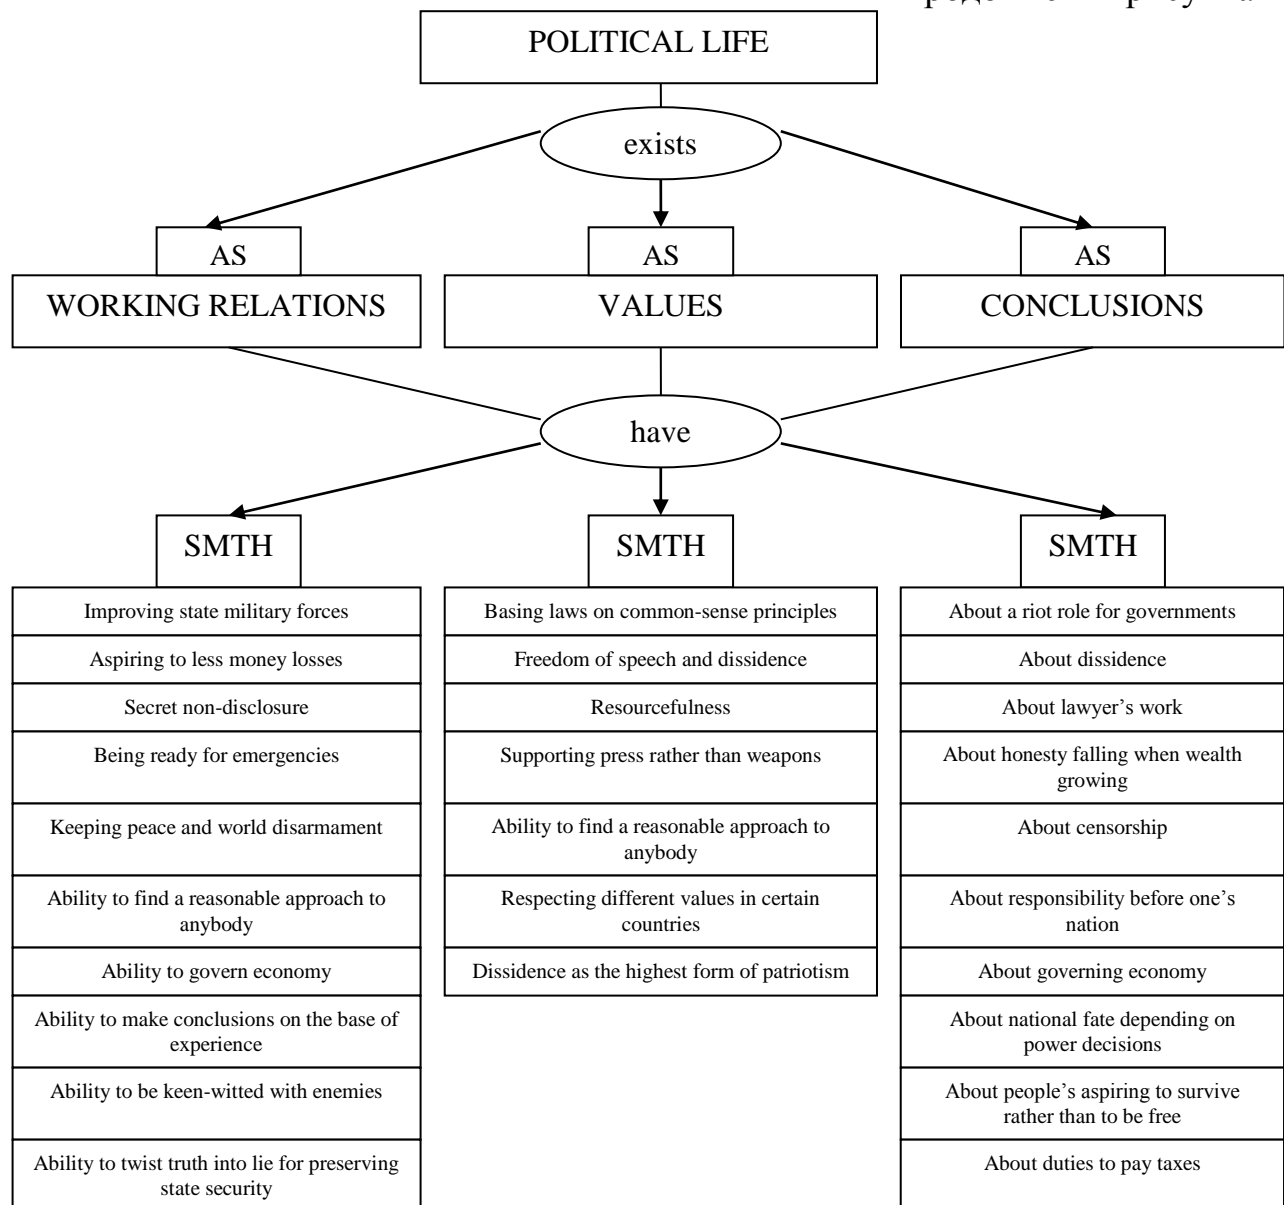 POLITICAL LIFE
exists
AS
AS
AS
WORKING RELATIONS
VALUES
CONCLUSIONS
have
SMTH
SMTH
SMTH
Improving state military forces
Aspiring to less money losses
Secret non-disclosure
Being ready for emergencies
Keeping peace and world disarmament
Ability to find a reasonable approach to
anybody
Ability to govern economy
Ability to make conclusions on the base of
experience
Ability to be keen-witted with enemies
Ability to twist truth into lie for preserving
state security
Basing laws on common-sense principles
Freedom of speech and dissidence
Resourcefulness
Supporting press rather than weapons
Ability to find a reasonable approach to
anybody
Respecting different values in certain
countries
Dissidence as the highest form of patriotism
About a riot role for governments
About dissidence
About lawyer’s work
About honesty falling when wealth
growing
About censorship
About responsibility before one’s
nation
About governing economy
About national fate depending on
power decisions
About people’s aspiring to survive
rather than to be free
About duties to pay taxes